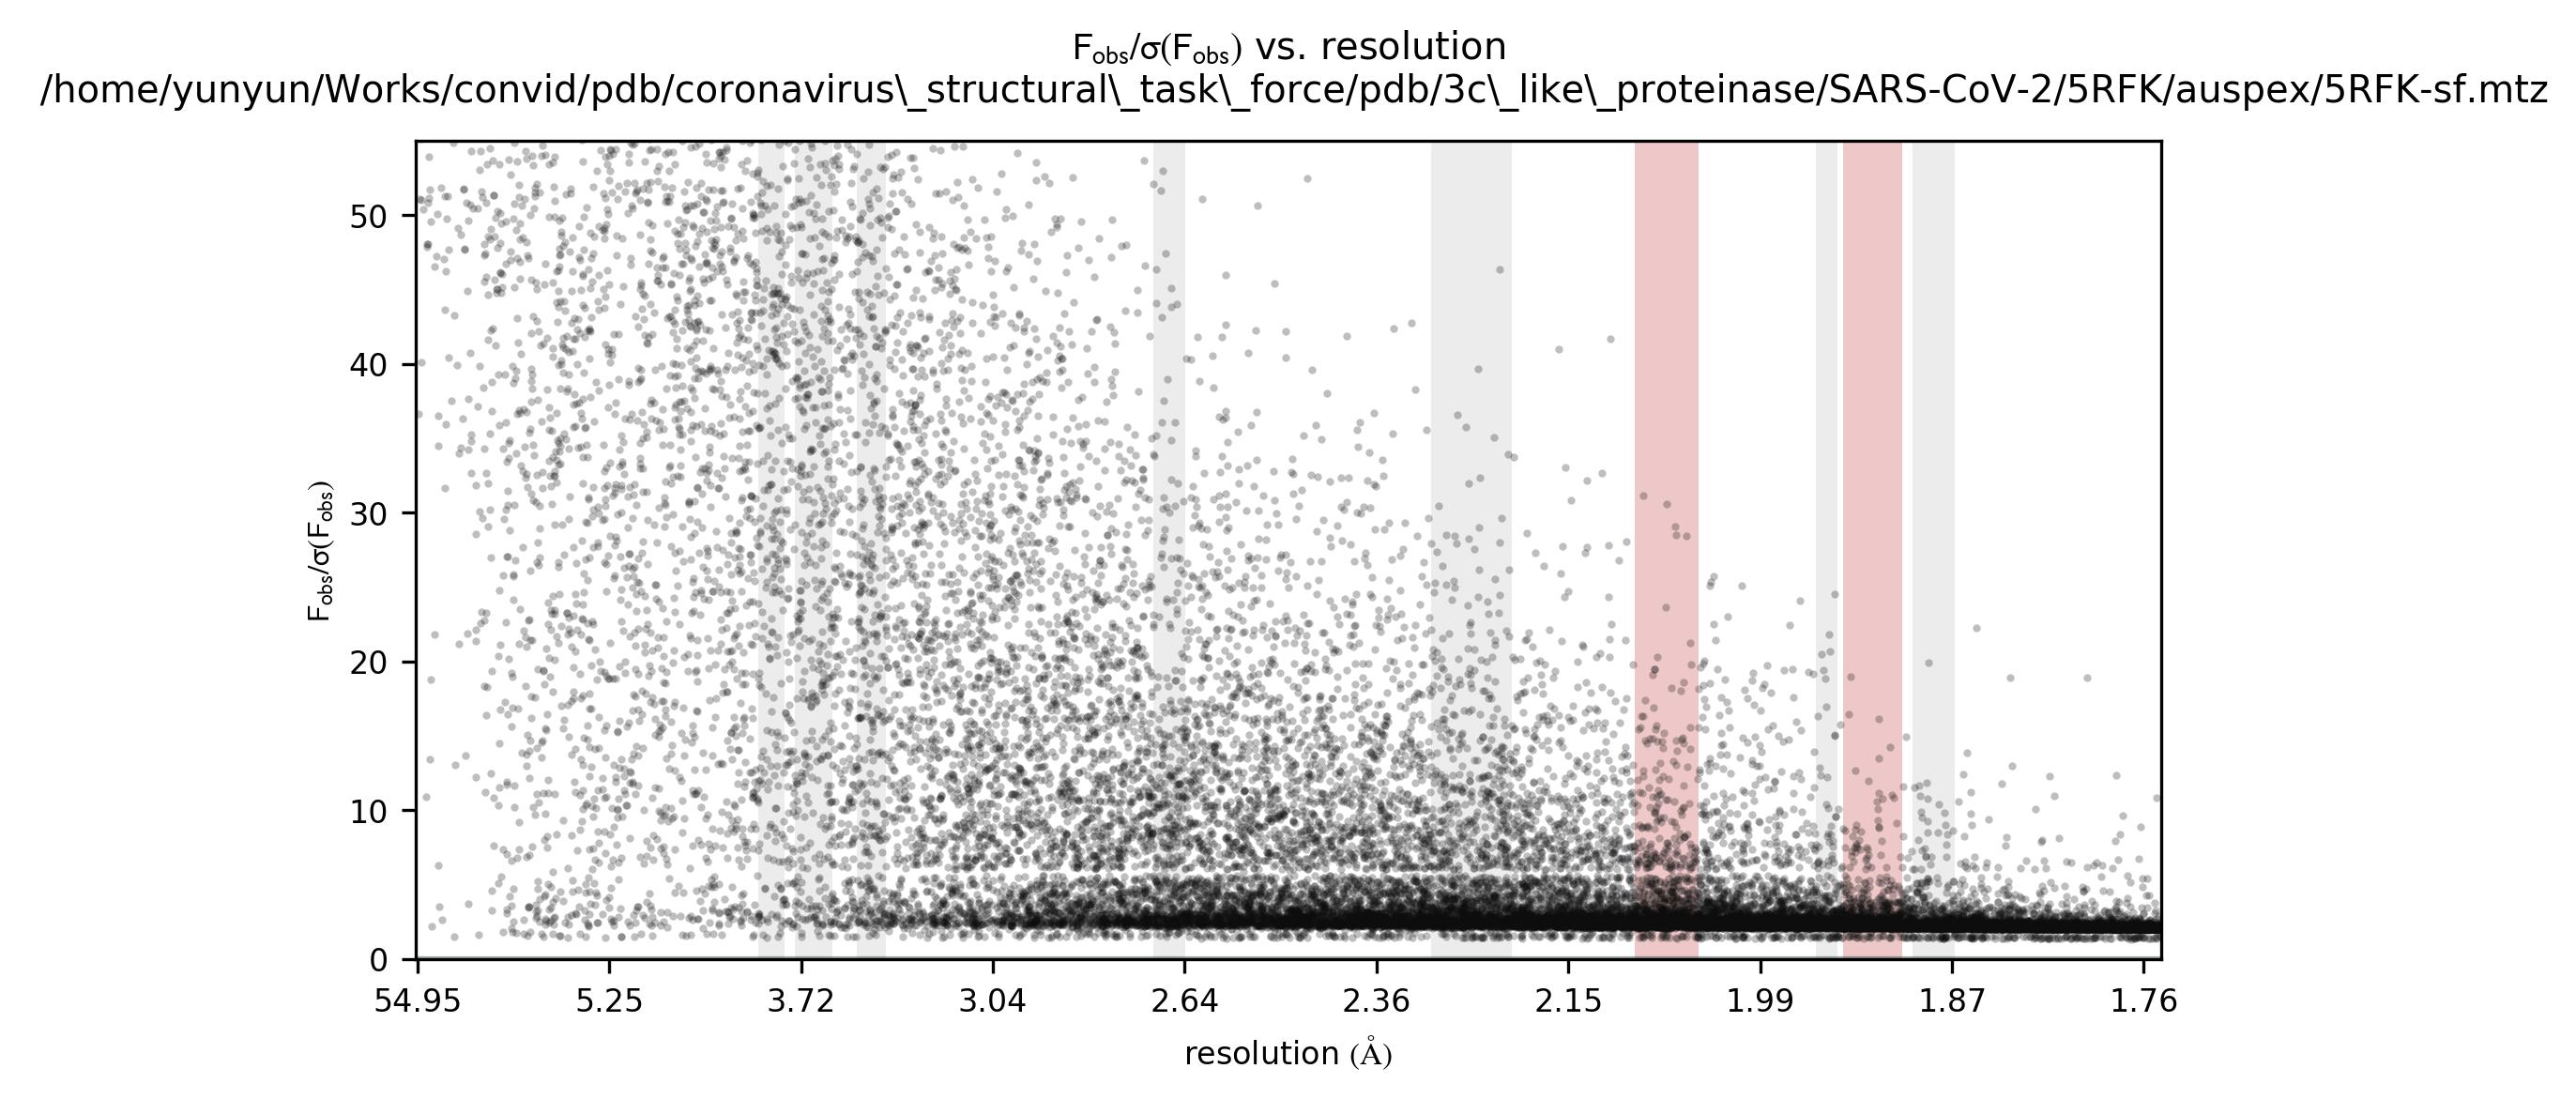 Fobs/σ(Fobs) vs. resolution
/home/yunyun/Works/convid/pdb/coronavirus\_structural\_task\_force/pdb/3c\_like\_proteinase/SARS-CoV-2/5RFK/auspex/5RFK-sf.mtz
Fobs/σ(Fobs)
50
40
30
20
10
0
54.95 5.25 3.72 3.04 2.64 2.36 2.15 1.99 1.87 1.76
resolution (Å)